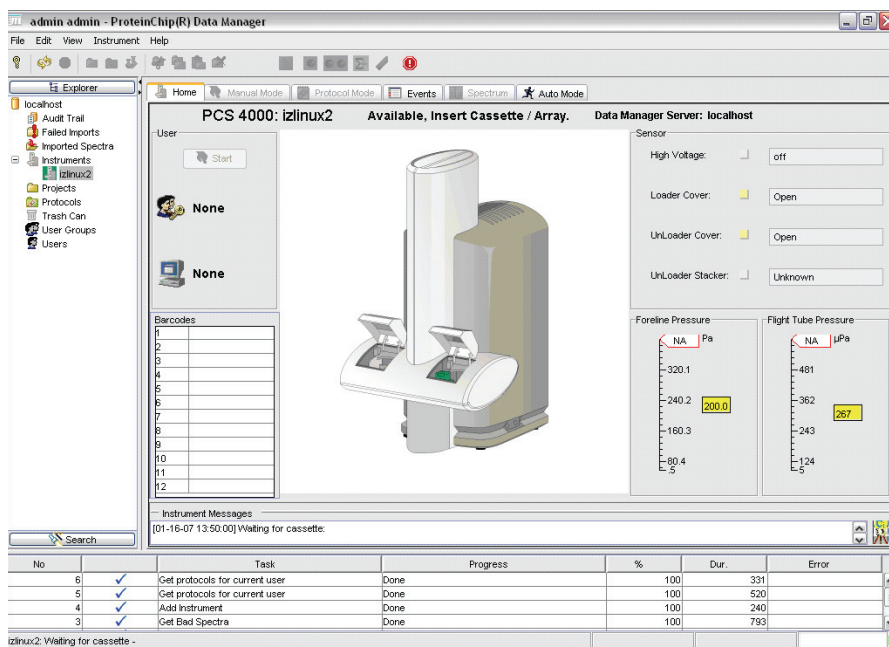 admin admin - ProteinChip(R) Data Manager
File Edit View Instrument Help
Explorer
Home Manual Mode Protocol Mode Events Spectrum Auto Mode
localhost
Audit Trail
Failed Imports
Imported Spectra
Instruments
izlinux2
Projects
Protocols
Trash Can
User Groups
Users
Search
PCS 4000: izlinux2 Available, Insert Cassette / Array. Data Manager Server: localhost
User
Start
None
None
Barcodes
1
2
3
4
5
6
7
8
9
10
11
12
Sensor
High Voltage: off
Loader Cover: Open
UnLoader Cover: Open
UnLoader Stacker: Unknown
Foreline Pressure
NA Pa
320.1
240.2
200.0
160.3
80.4
.5
Flight Tube Pressure
NA µPa
481
362
267
243
124
5
Instrument Messages
[01-16-07 13:50:00] Waiting for cassette:
No Task Progress % Dur. Error
6 Get protocols for current user Done 100 331
5 Get protocols for current user Done 100 520
4 Add Instrument Done 100 240
3 Get Bad Spectra Done 100 793
izlinux2: Waiting for cassette -